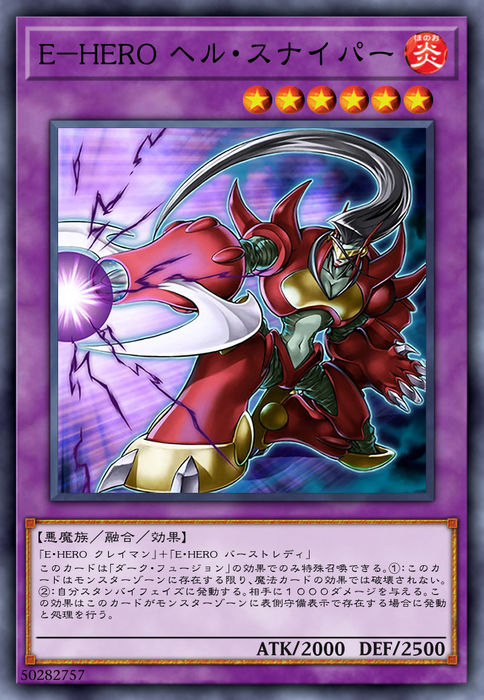 E-HERO ヘル・スナイパー
ほのお
炎
【悪魔族／融合／効果】
「E・HERO クレイマン」＋「E・HERO バーストレディ」
このカードは「ダーク・フュージョン」の効果でのみ特殊召喚できる。①：このカ
ードはモンスターゾーンに存在する限り、魔法カードの効果では破壊されない。
②：自分スタンバイフェイズに発動する。相手に１０００ダメージを与える。こ
の効果はこのカードがモンスターゾーンに表側守備表示で存在する場合に発動
と処理を行う。
ATK/2000 DEF/2500
50282757